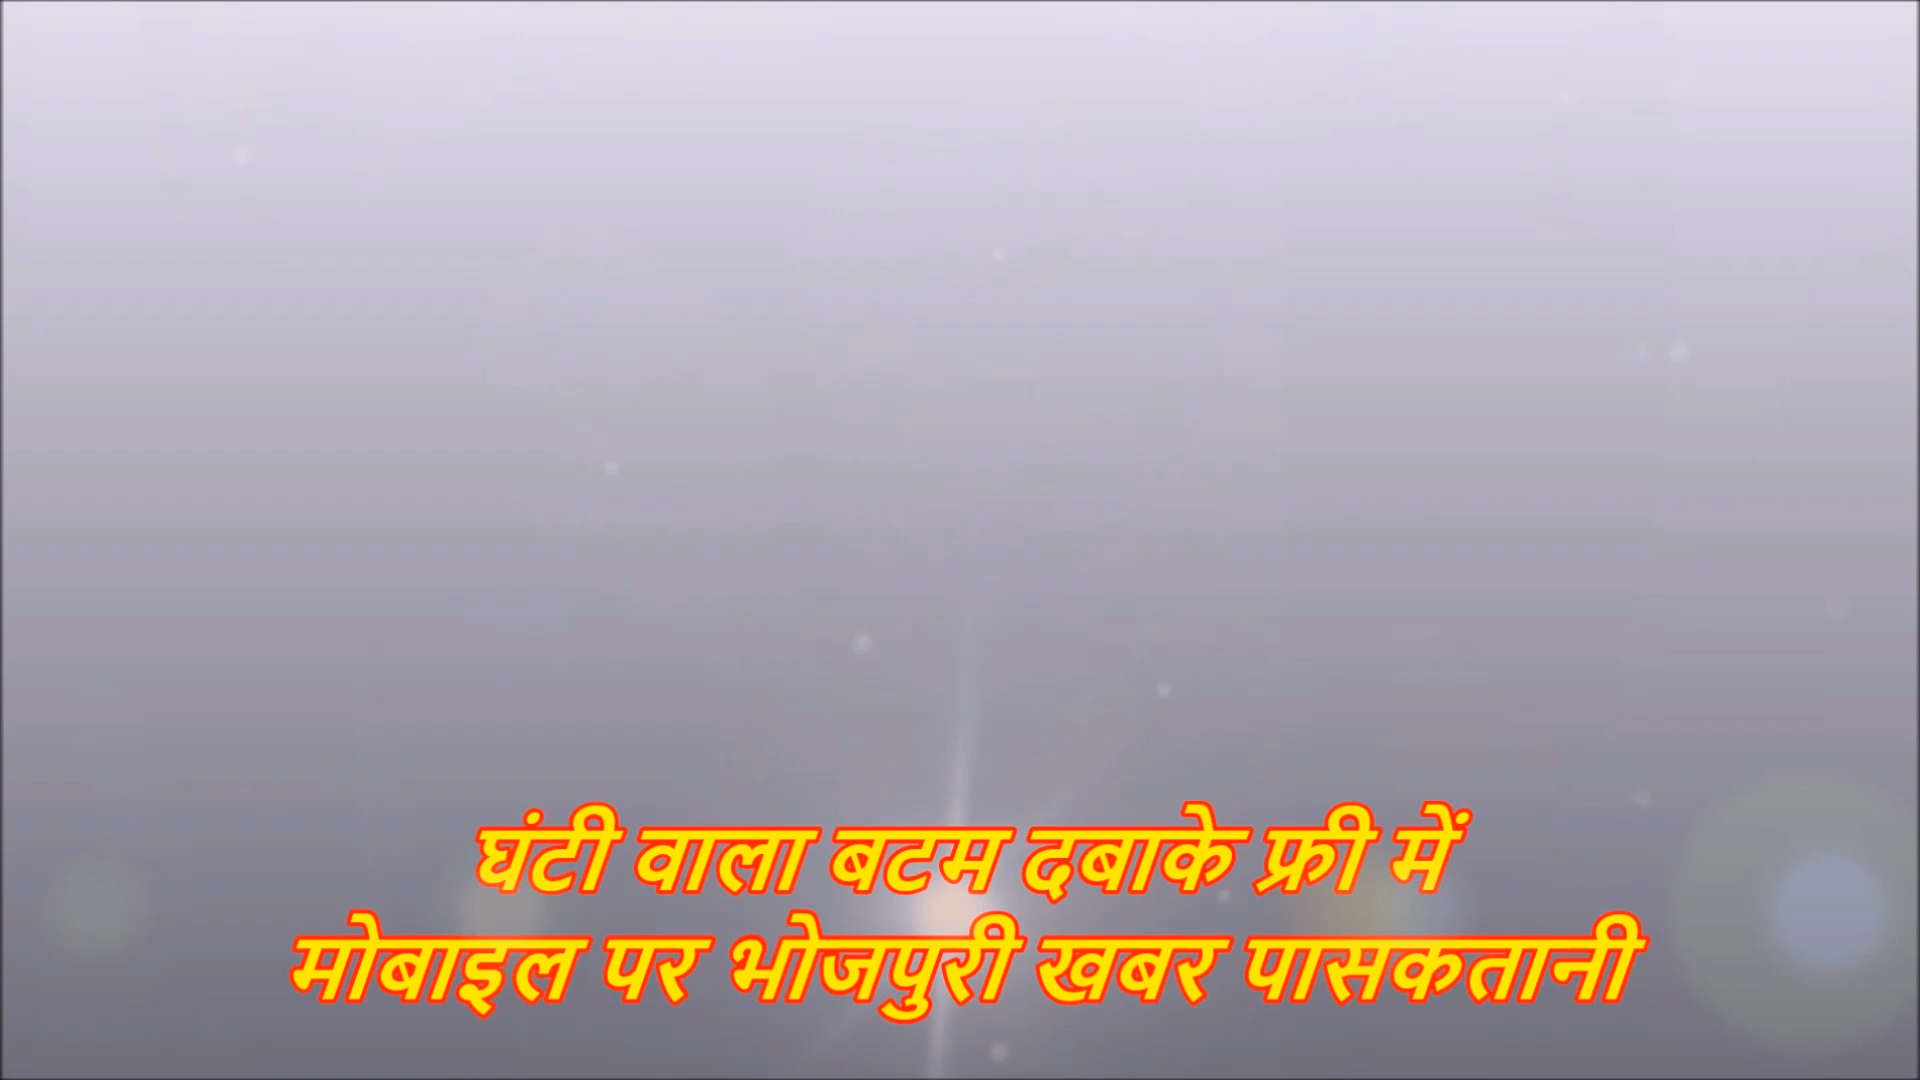 घंटी वाला बटम दबाके फ्री में
मोबाइल पर भोजपुरी खबर पासकतानी